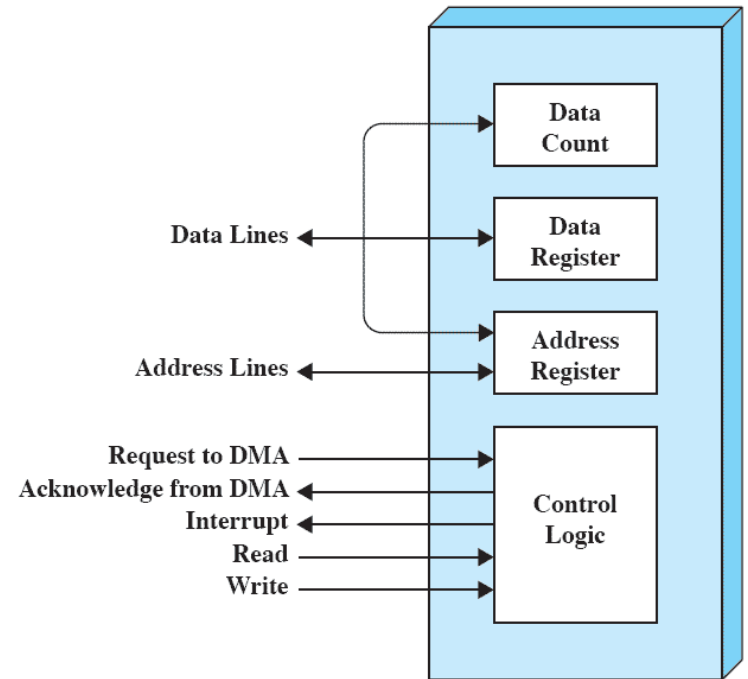 Data
Count
Data Lines
Data
Register
Address Lines
Address
Register
Request to DMA
Acknowledge from DMA
Interrupt
Read
Write
Control
Logic